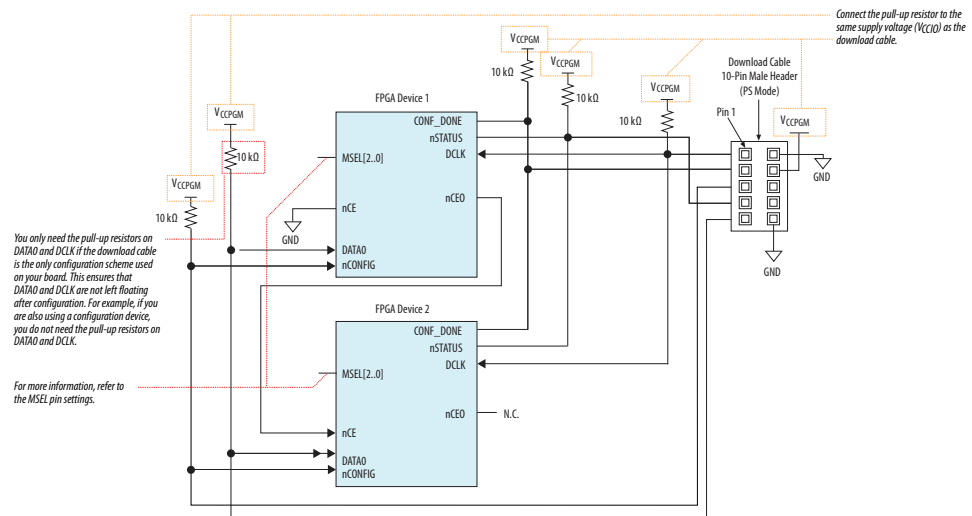 Connect the pull-up resistor to the
same supply voltage (VCCIO) as the
download cable.
VCCPGM
VCCPGM
10 kΩ
10 kΩ
VCCPGM
10 kΩ
Download Cable
10-Pin Male Header
(PS Mode)
Pin 1
VCCPGM
GND
GND
VCCPGM
10 kΩ
VCCPGM
10 kΩ
FPGA Device 1
CONF_DONE
nSTATUS
MSEL[2..0]
DCLK
nCEO
nCE
GND
DATA0
nCONFIG
You only need the pull-up resistors on
DATA0 and DCLK if the download cable
is the only configuration scheme used
on your board. This ensures that
DATA0 and DCLK are not left floating
after configuration. For example, if you
are also using a configuration device,
you do not need the pull-up resistors on
DATA0 and DCLK.
For more information, refer to
the MSEL pin settings.
FPGA Device 2
CONF_DONE
nSTATUS
DCLK
MSEL[2..0]
nCEO
N.C.
nCE
DATA0
nCONFIG